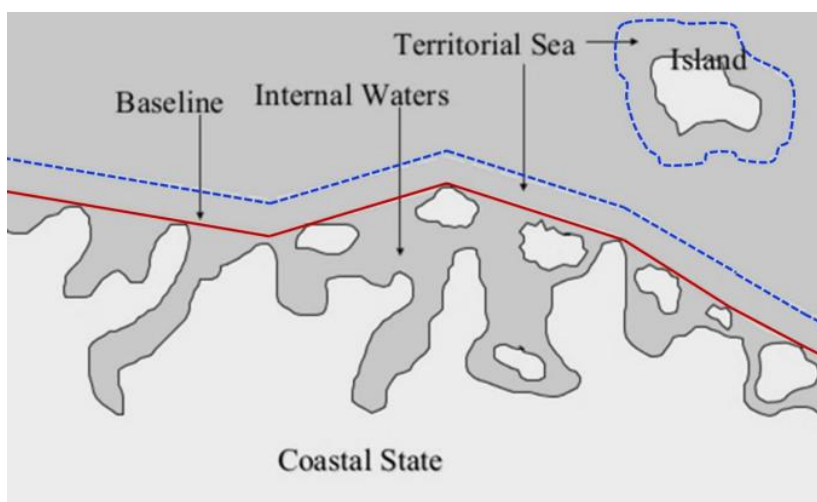 Territorial Sea
Island
Baseline
Internal Waters
Coastal State